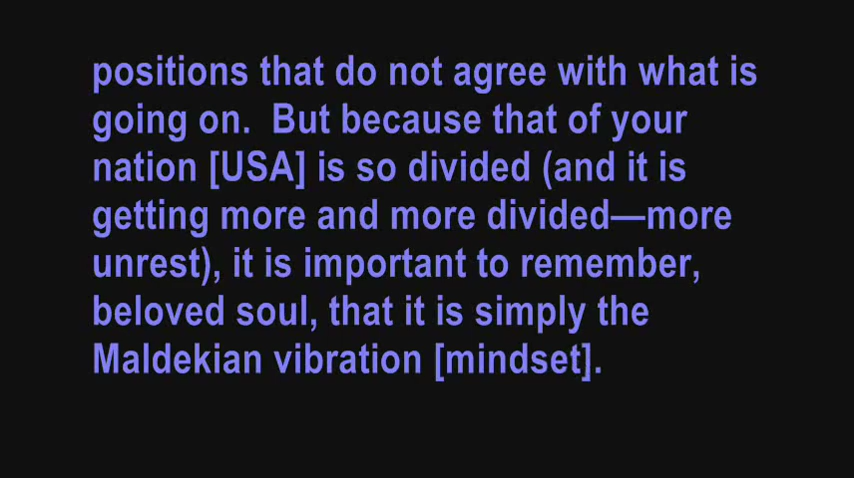 positions that do not agree with what is
going on.  But because that of your
nation [USA] is so divided (and it is
getting more and more divided—more
unrest), it is important to remember,
beloved soul, that it is simply the
Maldekian vibration [mindset].